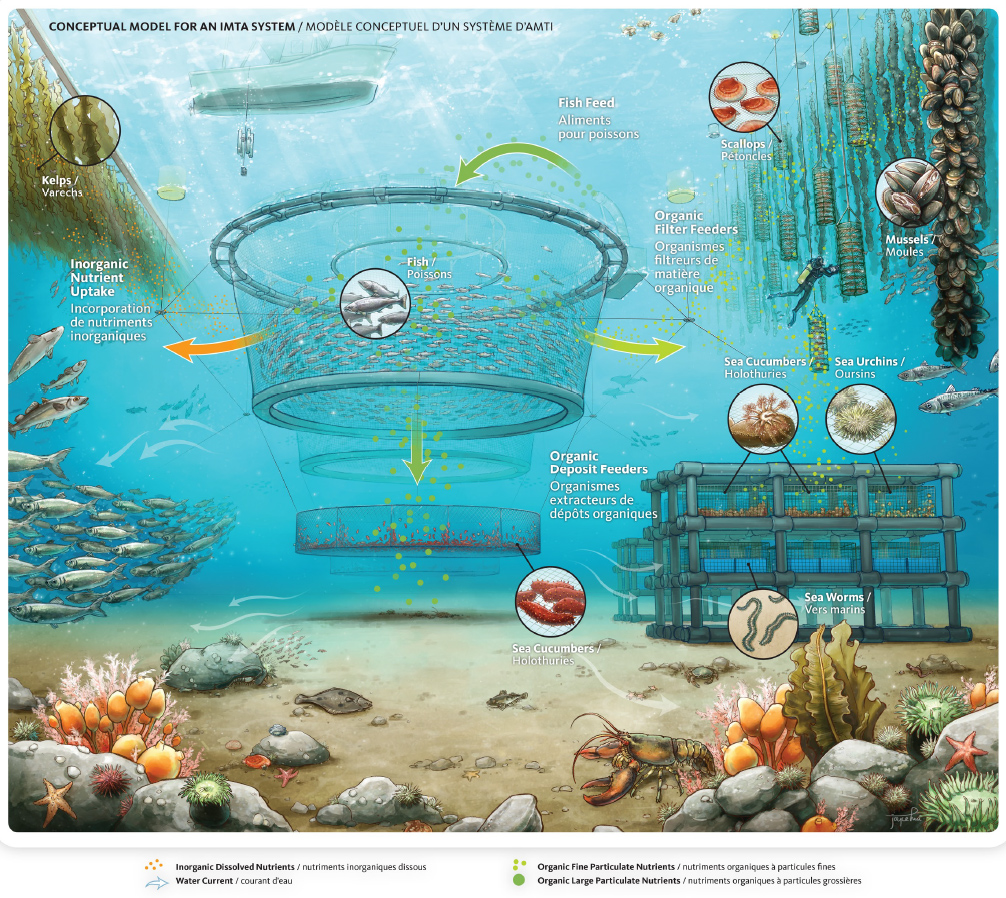 CONCEPTUAL MODEL FOR AN IMTA SYSTEM / MODÈLE CONCEPTUEL D'UN SYSTÈME D'AMTI
Fish Feed
Aliments
pour poissons
Scallops /
Pétoncles
Kelps /
Varechs
Mussels /
Moules
Organic
Filter Feeders
Organismes
filtreurs de
matière
organique
Inorganic
Nutrient
Uptake
Incorporation
de nutriments
inorganiques
Fish /
Poissons
Sea Cucumbers /
Holothuries
Sea Urchins /
Oursins
Organic
Deposit Feeders
Organismes
extracteurs de
dépôts organiques
Sea Worms /
Vers marins
Sea Cucumbers /
Holothuries
Inorganic Dissolved Nutrients / nutriments inorganiques dissous
Water Current / courant d'eau
Organic Fine Particulate Nutrients / nutriments organiques à particules fines
Organic Large Particulate Nutrients / nutriments organiques à particules grossières